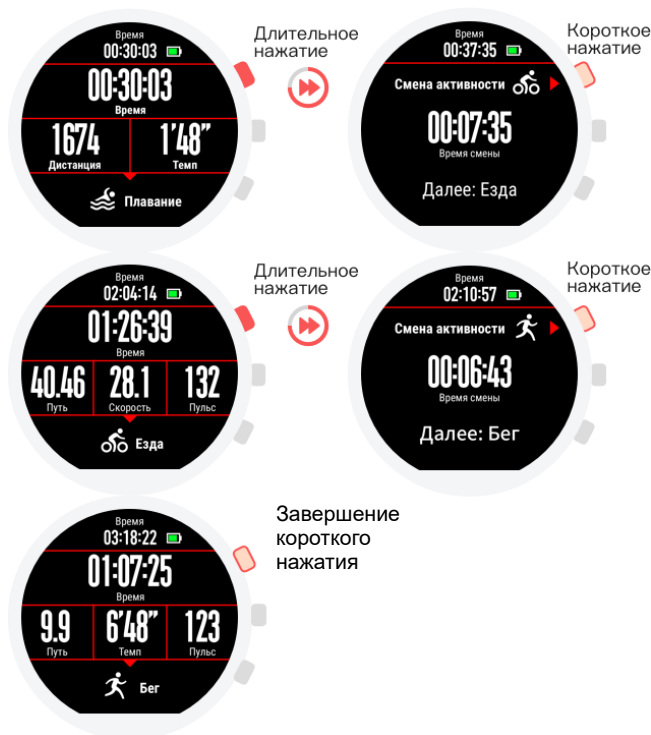 Время
00:30:03
00:30:03
Время
1674 1'48”
Дистанция Темп
Плавание
Длительное
нажатие
Время
00:37:35
Смена активности
00:07:35
Время смены
Далее: Езда
Короткое
нажатие
Время
02:04:14
01:26:39
Время
40.46 28.1 132
Путь Скорость Пульс
Езда
Длительное
нажатие
Время
02:10:57
Смена активности
00:06:43
Время смены
Далее: Бег
Короткое
нажатие
Время
03:18:22
01:07:25
Время
9.9 6'48” 123
Путь Темп Пульс
Бег
Завершение
короткого
нажатия